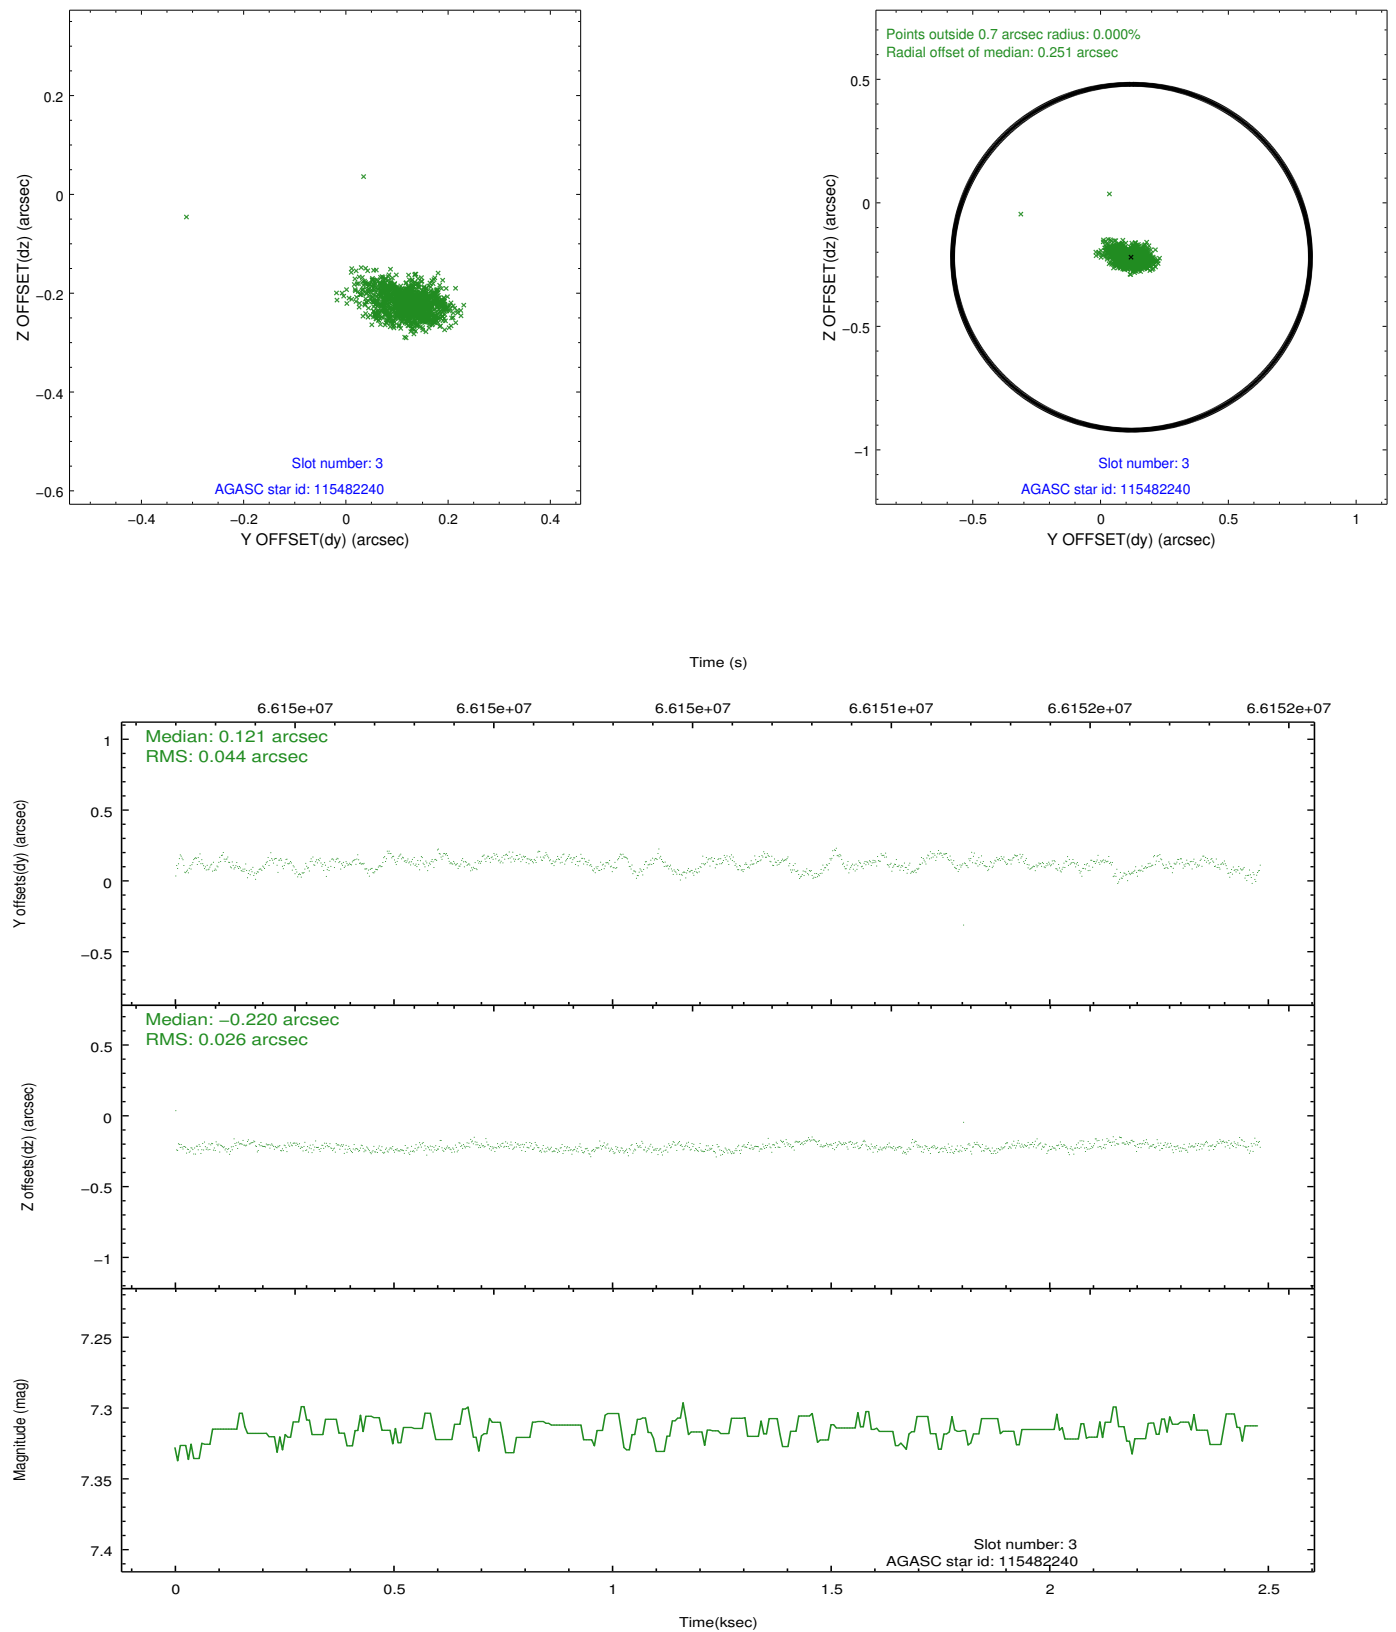 0.2
0
−0.2
−0.4
−0.6
Z OFFSET(dz) (arcsec)
Slot number: 3
AGASC star id: 115482240
−0.4
−0.2
0
0.2
0.4
Y OFFSET(dy) (arcsec)
Points outside 0.7 arcsec radius: 0.000%
Radial offset of median: 0.251 arcsec
0.5
0
−0.5
−1
Z OFFSET(dz) (arcsec)
Slot number: 3
AGASC star id: 115482240
−0.5
0
0.5
1
Y OFFSET(dy) (arcsec)
Time (s)
6.615e+07
6.615e+07
6.615e+07
6.6151e+07
6.6152e+07
6.6152e+07
Median: 0.121 arcsec
RMS: 0.044 arcsec
1
0.5
0
−0.5
Y offsets(dy) (arcsec)
Median: −0.220 arcsec
RMS: 0.026 arcsec
0.5
0
−0.5
−1
Z offsets(dz) (arcsec)
7.25
7.3
7.35
7.4
Magnitude (mag)
Slot number: 3
AGASC star id: 115482240
0
0.5
1
1.5
2
2.5
Time(ksec)